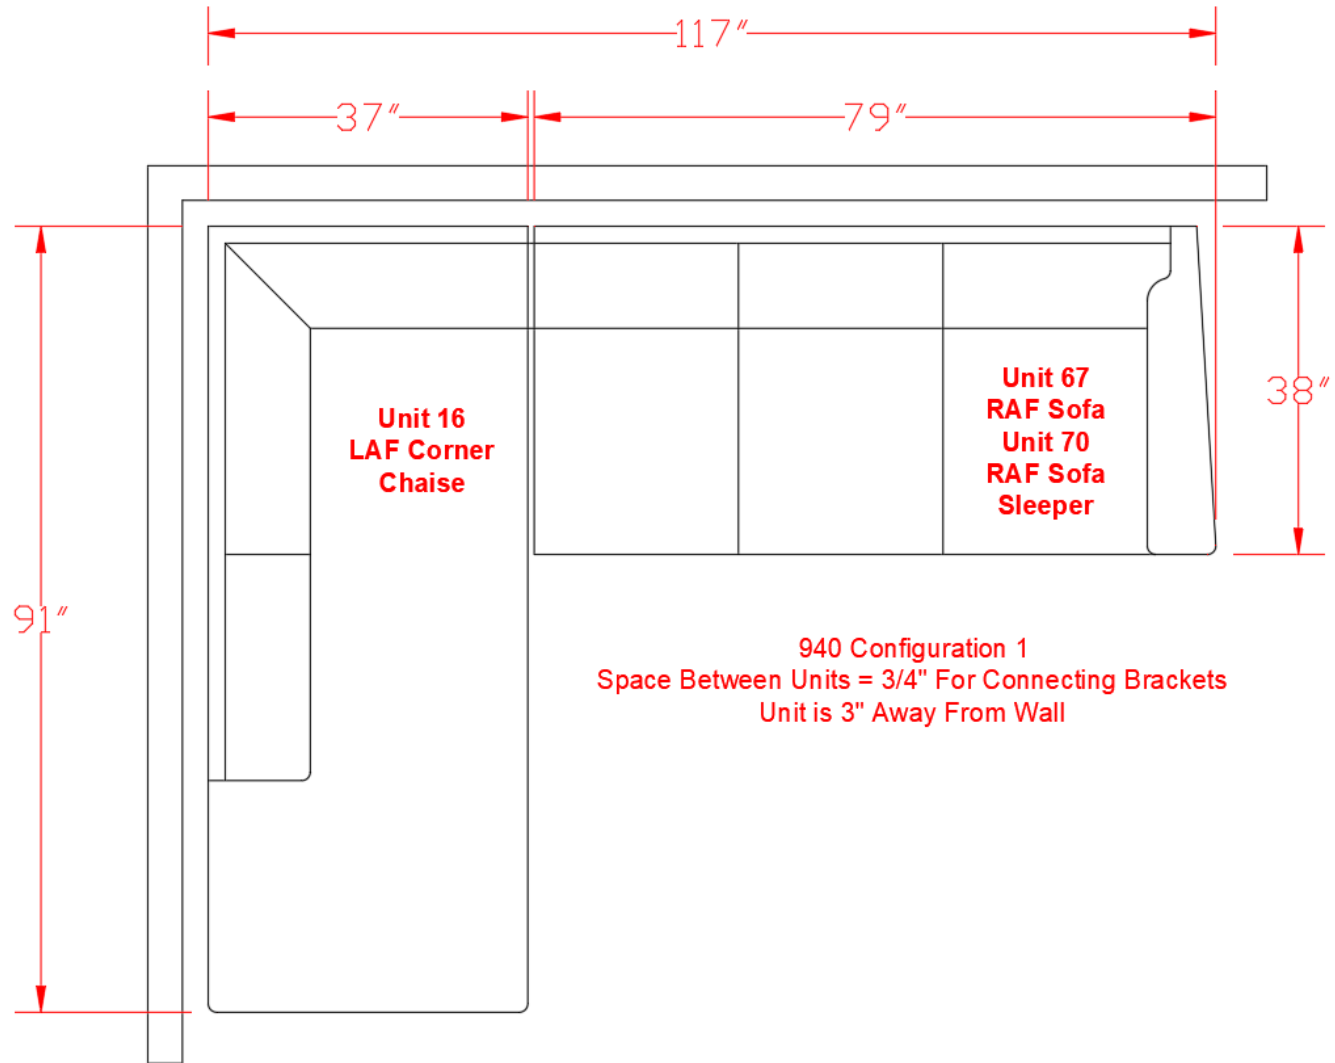 117"
37"
79"
Unit 16
LAF Corner
Chaise
Unit 67
RAF Sofa
Unit 70
RAF Sofa
Sleeper
38"
91"
940 Configuration 1
Space Between Units = 3/4" For Connecting Brackets
Unit is 3" Away From Wall